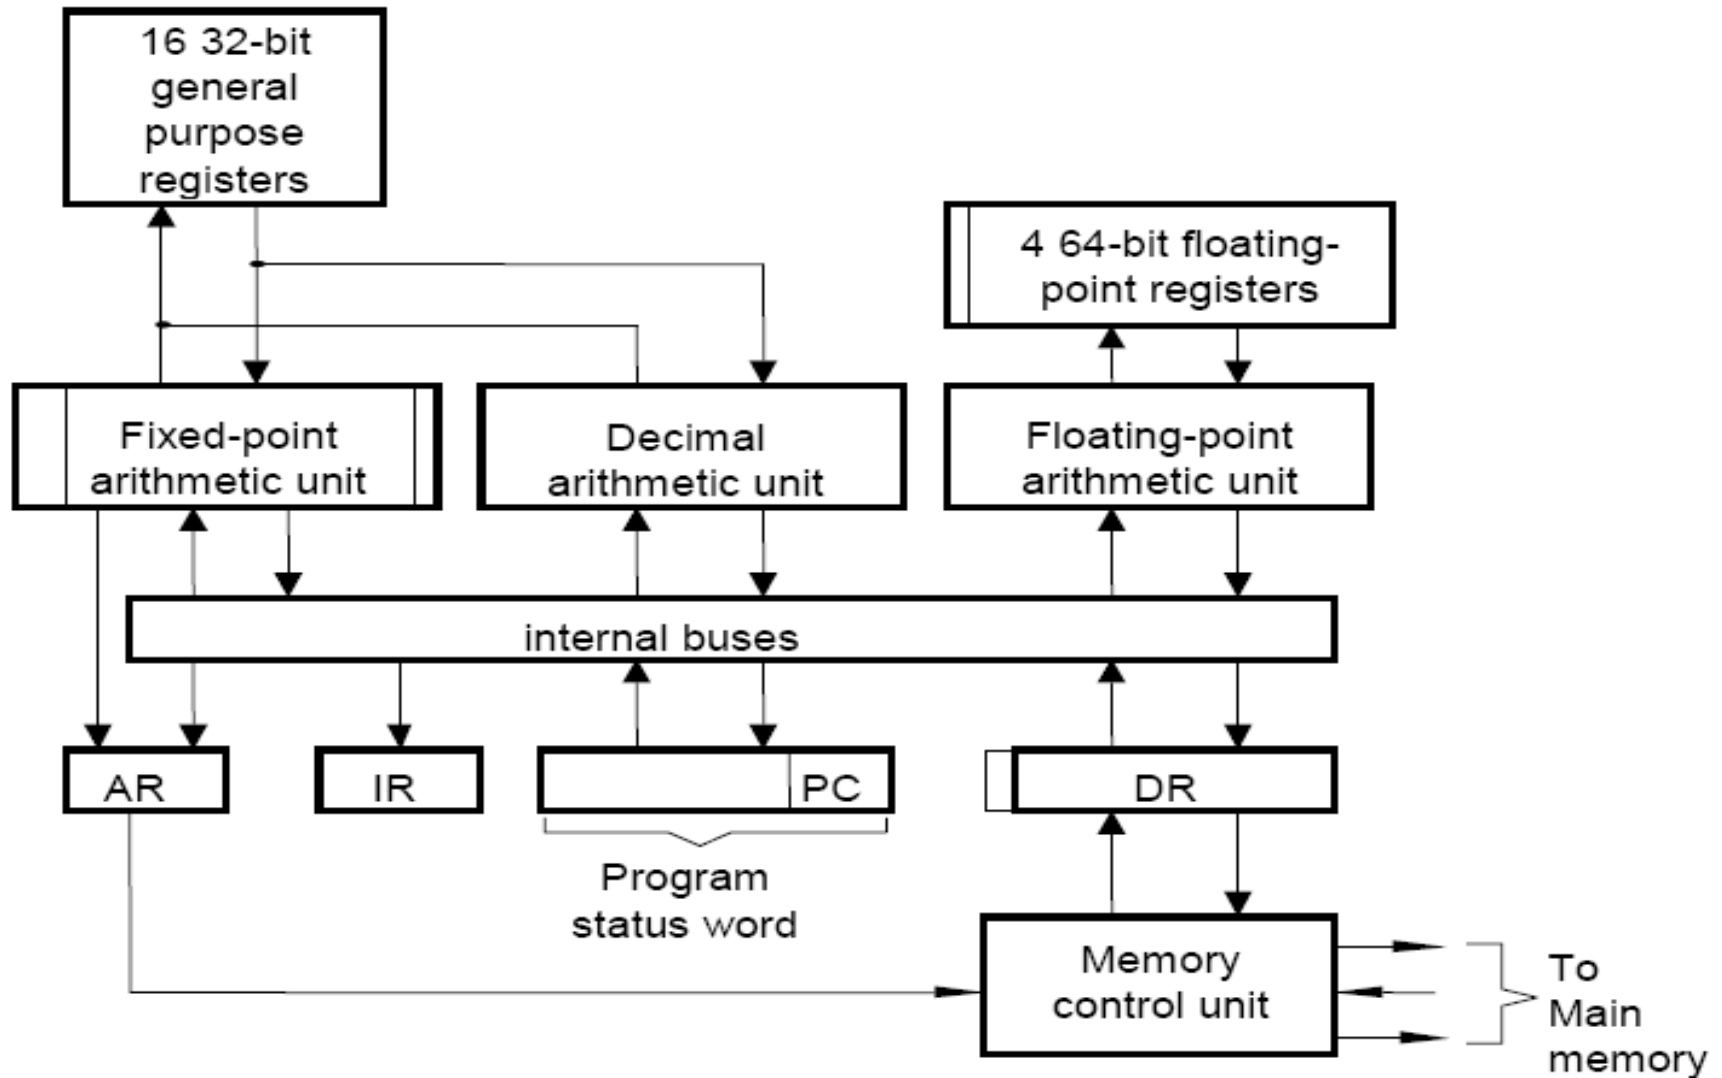 16 32-bit
general
purpose
registers
4 64-bit floating-
point registers
Fixed-point
arithmetic unit
Decimal
arithmetic unit
Floating-point
arithmetic unit
internal buses
AR
IR
PC
DR
Program
status word
Memory
control unit
To
Main
memory